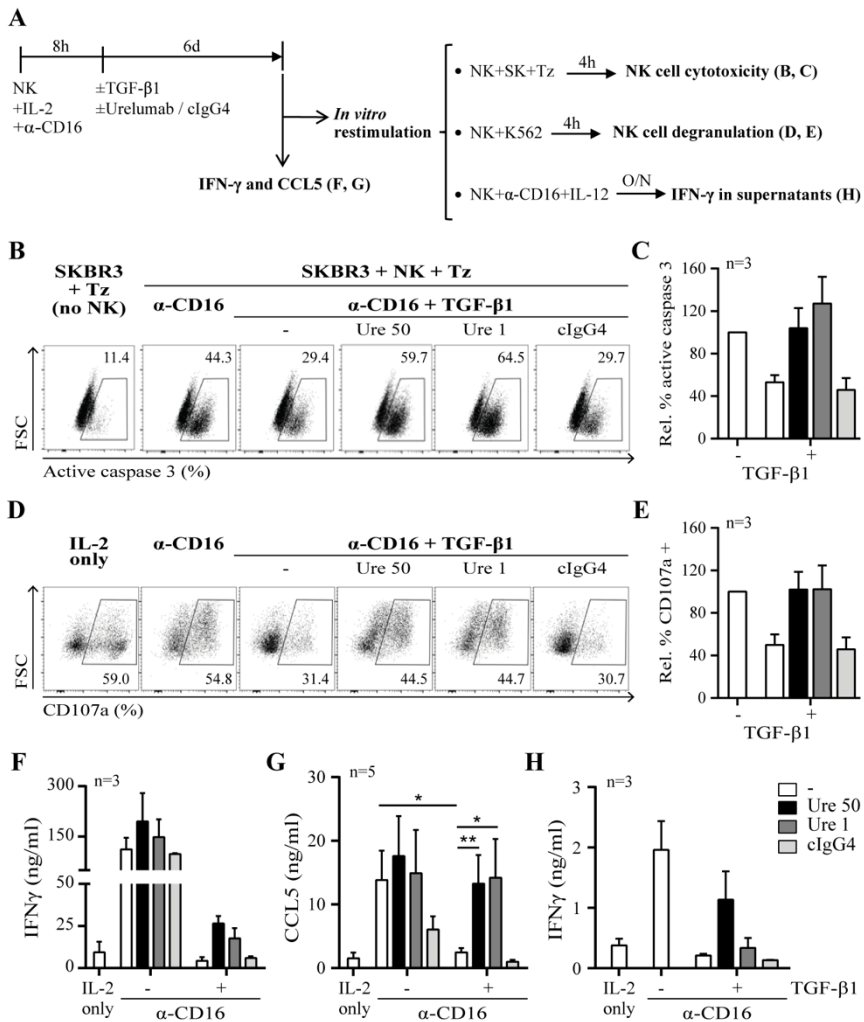 A
8h 6d
NK
+IL-2
+α-CD16
±TGF-β1
±Urelumab / cIgG4
IFN-γ and CCL5 (F, G)
In vitro
restimulation
• NK+SK+Tz 4h NK cell cytotoxicity (B, C)
• NK+K562 4h NK cell degranulation (D, E)
• NK+α-CD16+IL-12 O/N IFN-γ in supernatants (H)
B
SKBR3
+ Tz
(no NK)
SKBR3 + NK + Tz
α-CD16 α-CD16 + TGF-β1
- Ure 50 Ure 1 cIgG4
11.4 44.3 29.4 59.7 64.5 29.7
FSC
Active caspase 3 (%)
C
n=3
Rel. % active caspase 3
160
120
80
40
0
- +
TGF-β1
D
IL-2
only
α-CD16 α-CD16 + TGF-β1
- Ure 50 Ure 1 cIgG4
59.0 54.8 31.4 44.5 44.7 30.7
FSC
CD107a (%)
E
n=3
Rel. % CD107a +
160
120
80
40
0
- +
TGF-β1
F
n=3
IFNγ (ng/ml)
300
150
50
25
0
IL-2
only
- +
α-CD16
G
n=5
CCL5 (ng/ml)
30
20
10
0
*
*
**
IL-2
only
- +
α-CD16
H
n=3
IFNγ (ng/ml)
3
2
1
0
-
Ure 50
Ure 1
cIgG4
IL-2
only
- + TGF-β1
α-CD16